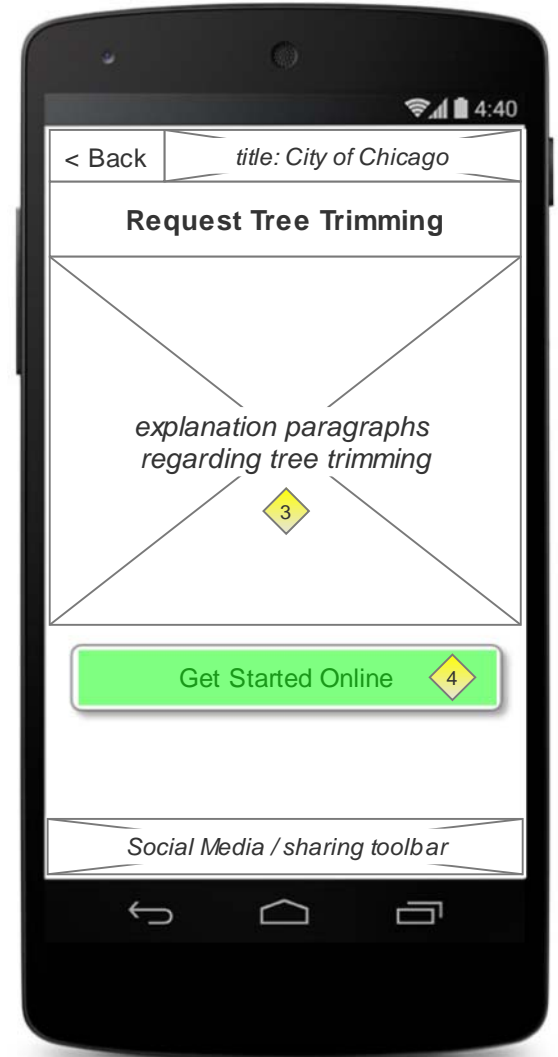 4:40
< Back
title: City of Chicago
Request Tree Trimming
explanation paragraphs
regarding tree trimming
3
Get Started Online
4
Social Media / sharing toolbar